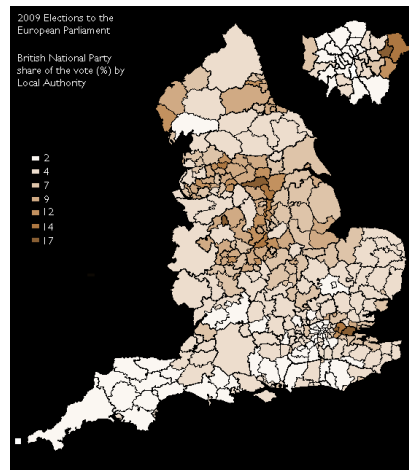 2009 Elections to the
European Parliament
British National Party
share of the vote (%) by
Local Authority
2
4
7
9
12
14
17